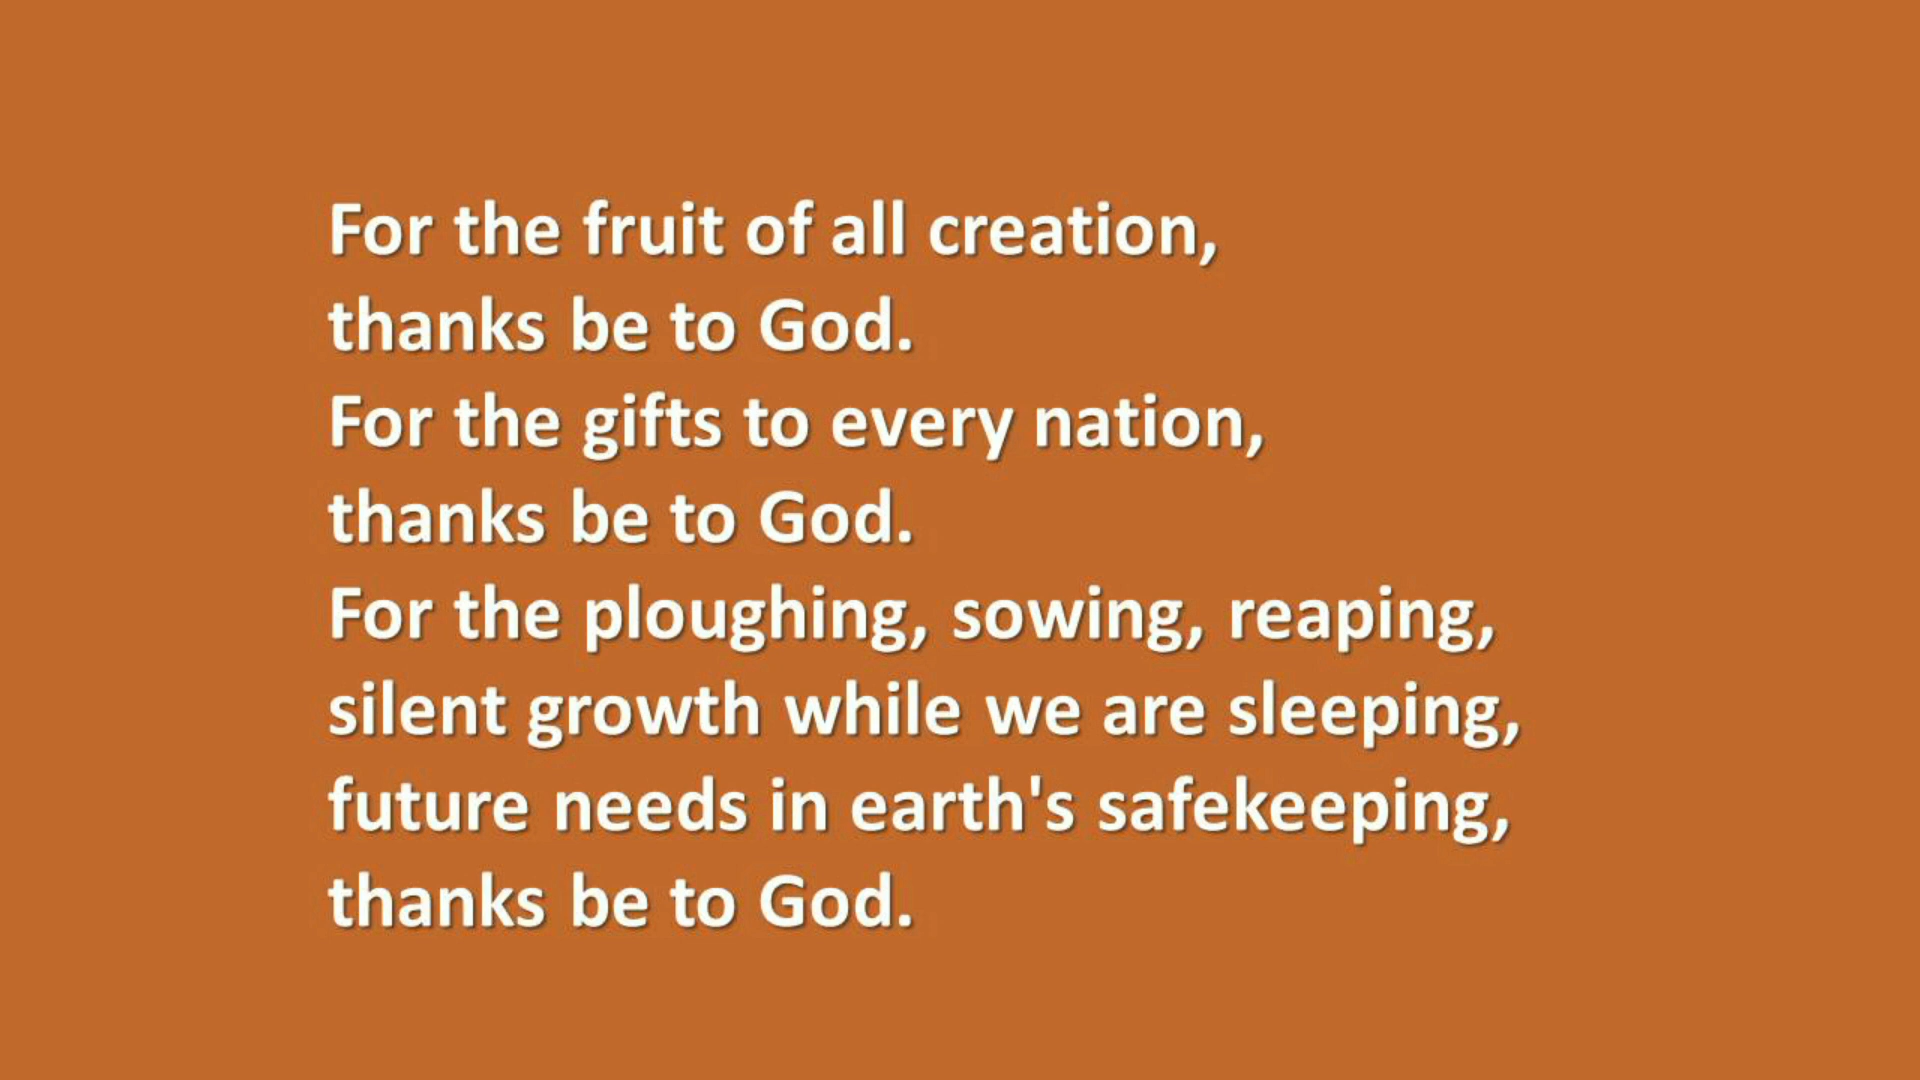 For the fruit of all creation,
thanks be to God.
For the gifts to every nation,
thanks be to God.
For the ploughing, sowing, reaping,
silent growth while we are sleeping,
future needs in earth's safekeeping,
thanks be to God.